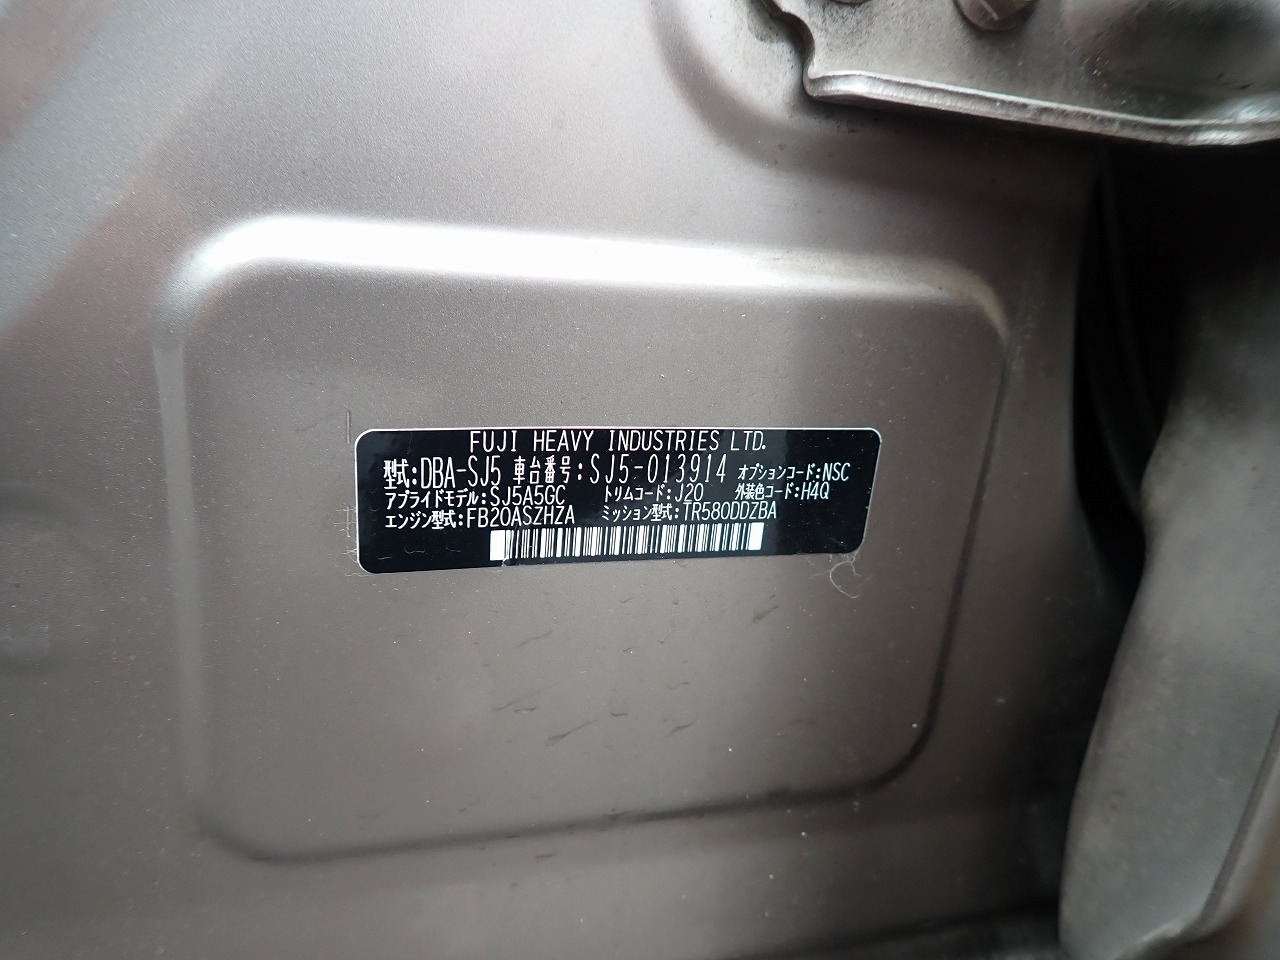 FUJI HEAVY INDUSTRIES LTD.
型式:DBA-SJ5 車台番号:SJ5-013914 オプションコード:NSC
アプライドモデル:SJ5A5GC トリムコード:J20 外装色コード:H4Q
エンジン型式:FB20ASZHZA ミッション型式:TR580DDZBA